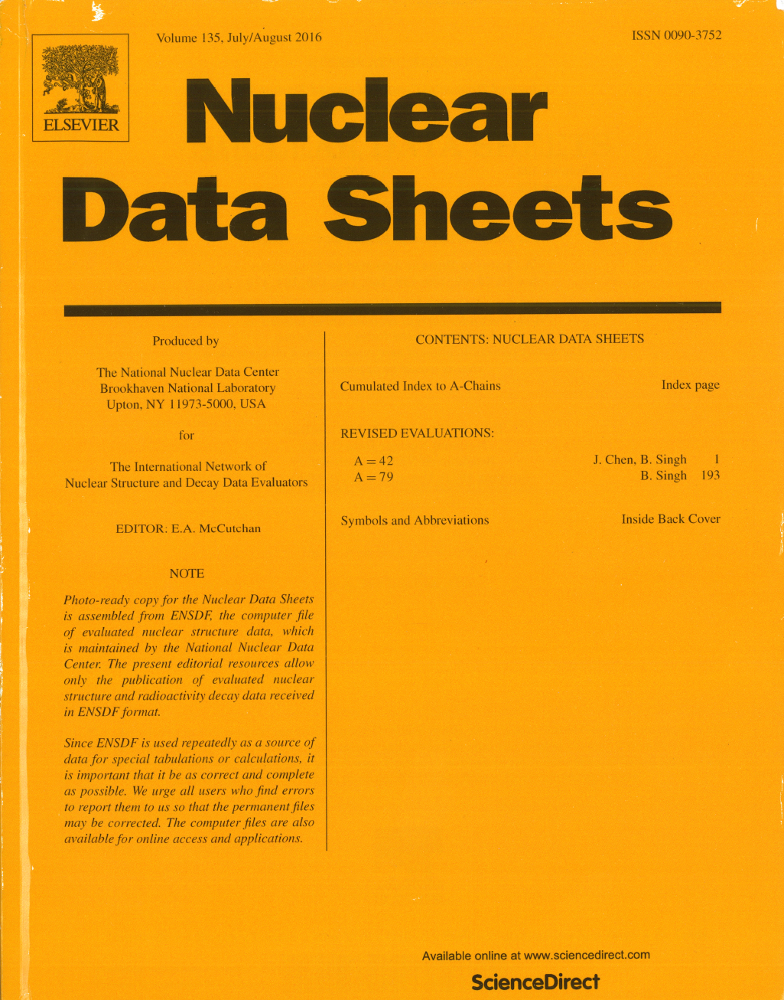 Volume 135, July/August 2016
ISSN 0090-3752
ELSEVIER
Nuclear
Data Sheets
Produced by
The National Nuclear Data Center
Brookhaven National Laboratory
Upton, NY 11973-5000, USA
for
The International Network of
Nuclear Structure and Decay Data Evaluators
EDITOR: E.A. McCutchan
NOTE
Photo-ready copy for the Nuclear Data Sheets
is assembled from ENSDF, the computer file
of evaluated nuclear structure data, which
is maintained by the National Nuclear Data
Center. The present editorial resources allow
only the publication of evaluated nuclear
structure and radioactivity decay data received
in ENSDF format.
Since ENSDF is used repeatedly as a source of
data for special tabulations or calculations, it
is important that it be as correct and complete
as possible. We urge all users who find errors
to report them to us so that the permanent files
may be corrected. The computer files are also
available for online access and applications.
CONTENTS: NUCLEAR DATA SHEETS
Cumulated Index to A-Chains Index page
REVISED EVALUATIONS:
A = 42 J. Chen, B. Singh 1
A = 79 B. Singh 193
Symbols and Abbreviations Inside Back Cover
Available online at www.sciencedirect.com
ScienceDirect